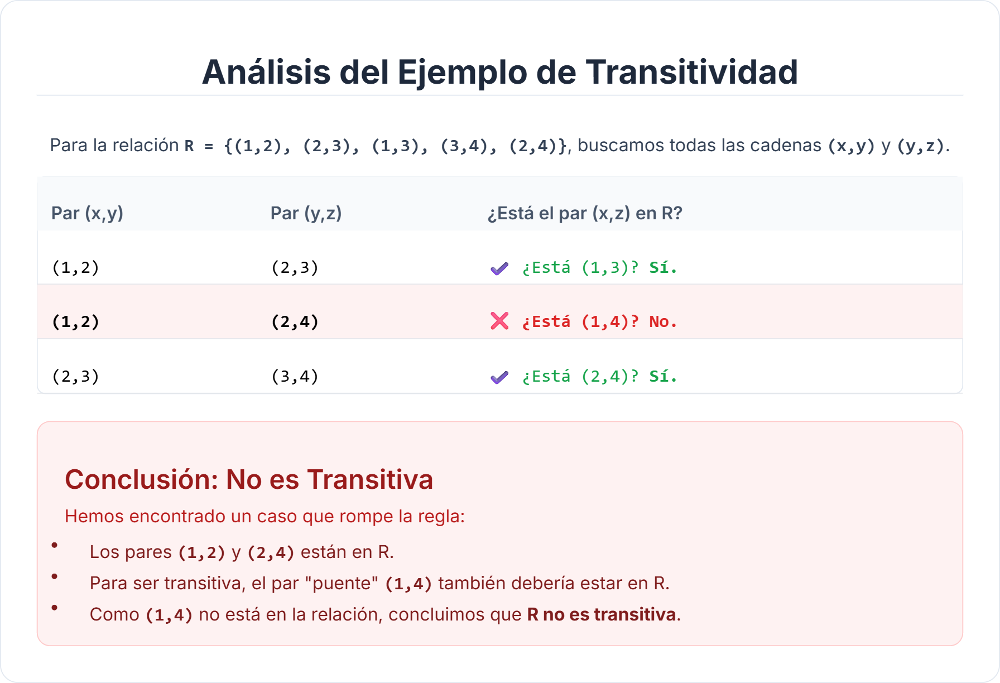 Análisis del Ejemplo de Transitividad
Para la relación R = {(1,2), (2,3), (1,3), (3,4), (2,4)}, buscamos todas las cadenas (x,y) y (y,z).
Par (x,y) Par (y,z) ¿Está el par (x,z) en R?
(1,2) (2,3) ✔ ¿Está (1,3)? Sí.
(1,2) (2,4) ❌ ¿Está (1,4)? No.
(2,3) (3,4) ✔ ¿Está (2,4)? Sí.
Conclusión: No es Transitiva
Hemos encontrado un caso que rompe la regla:
• Los pares (1,2) y (2,4) están en R.
• Para ser transitiva, el par "puente" (1,4) también debería estar en R.
• Como (1,4) no está en la relación, concluimos que R no es transitiva.